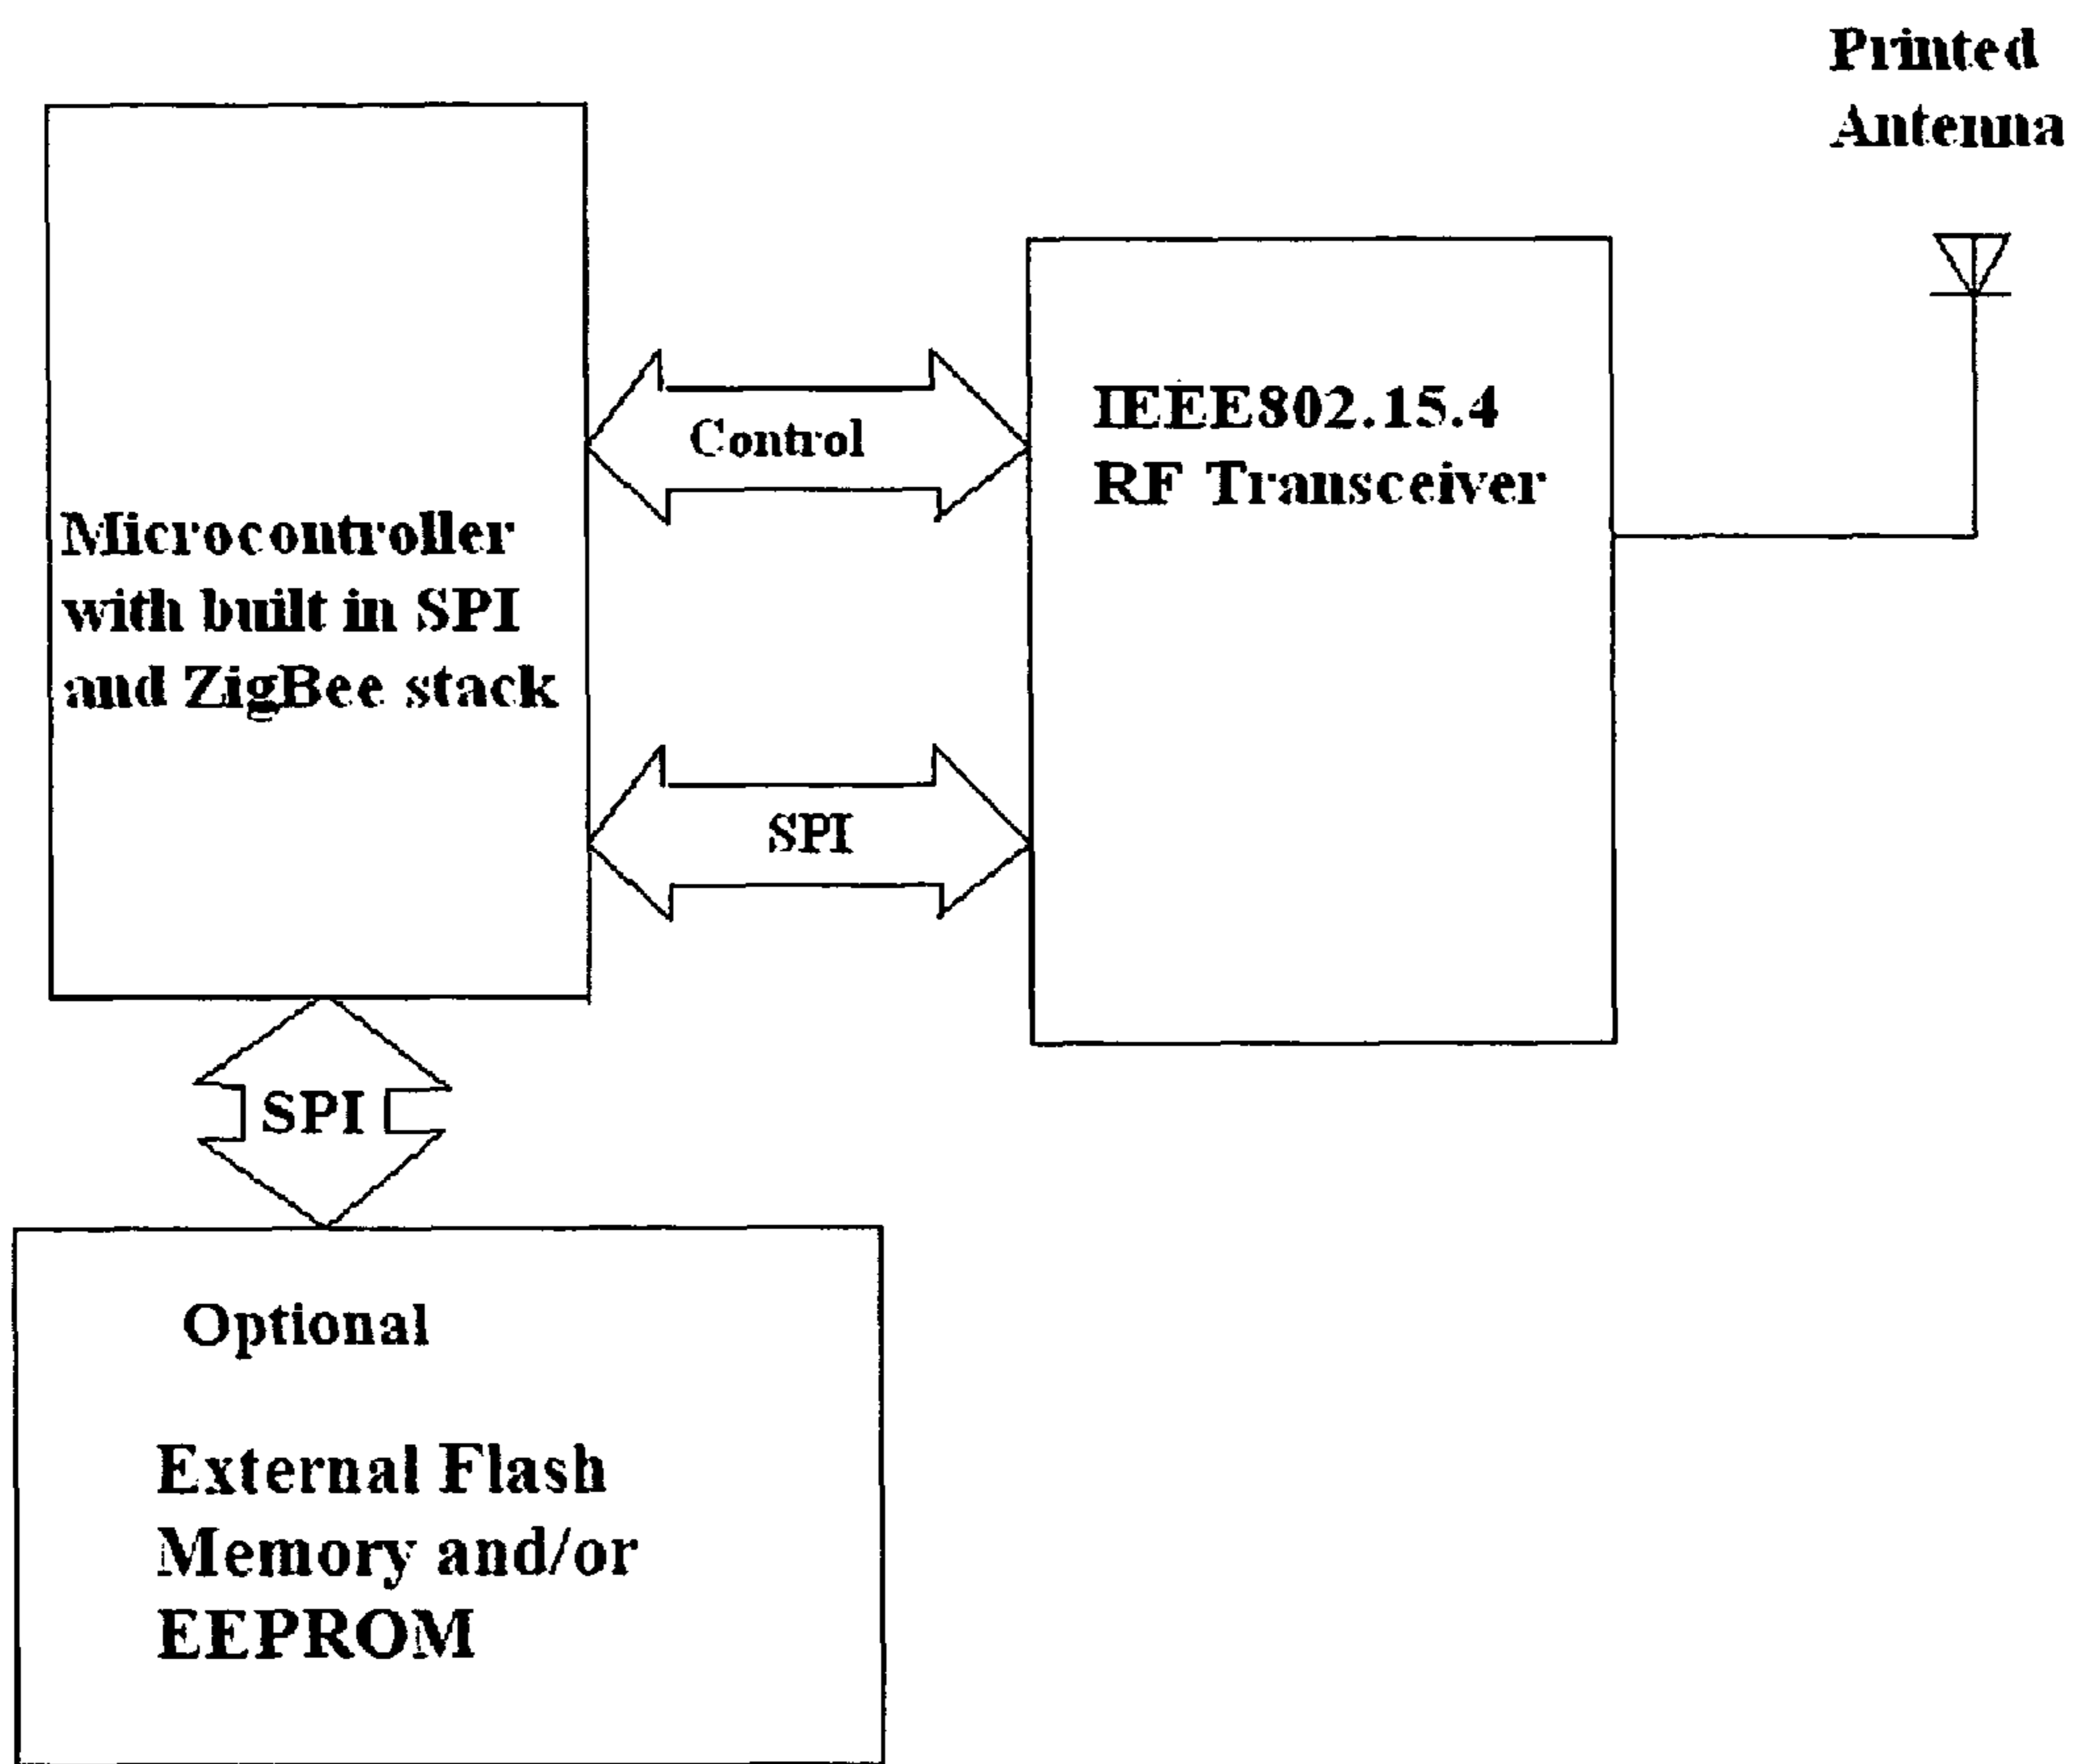 Printed
Antenna
IEEE802.15.4
RF Transceiver
Control
Microcontroller
with built in SPI
and ZigBee stack
SPI
SPI
Optional
External Flash
Memory and/or
EEPROM